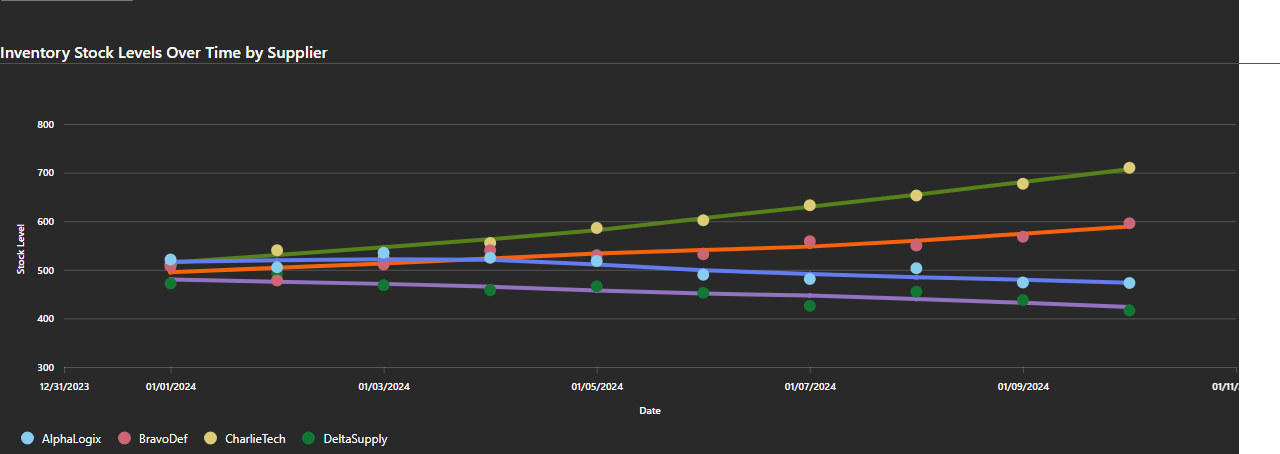 Inventory Stock Levels Over Time by Supplier
800
700
600
500
400
300
Stock Level
12/31/2023 01/01/2024 01/03/2024 01/05/2024 01/07/2024 01/09/2024 01/11/
Date
AlphaLogix BravoDef CharlieTech DeltaSupply